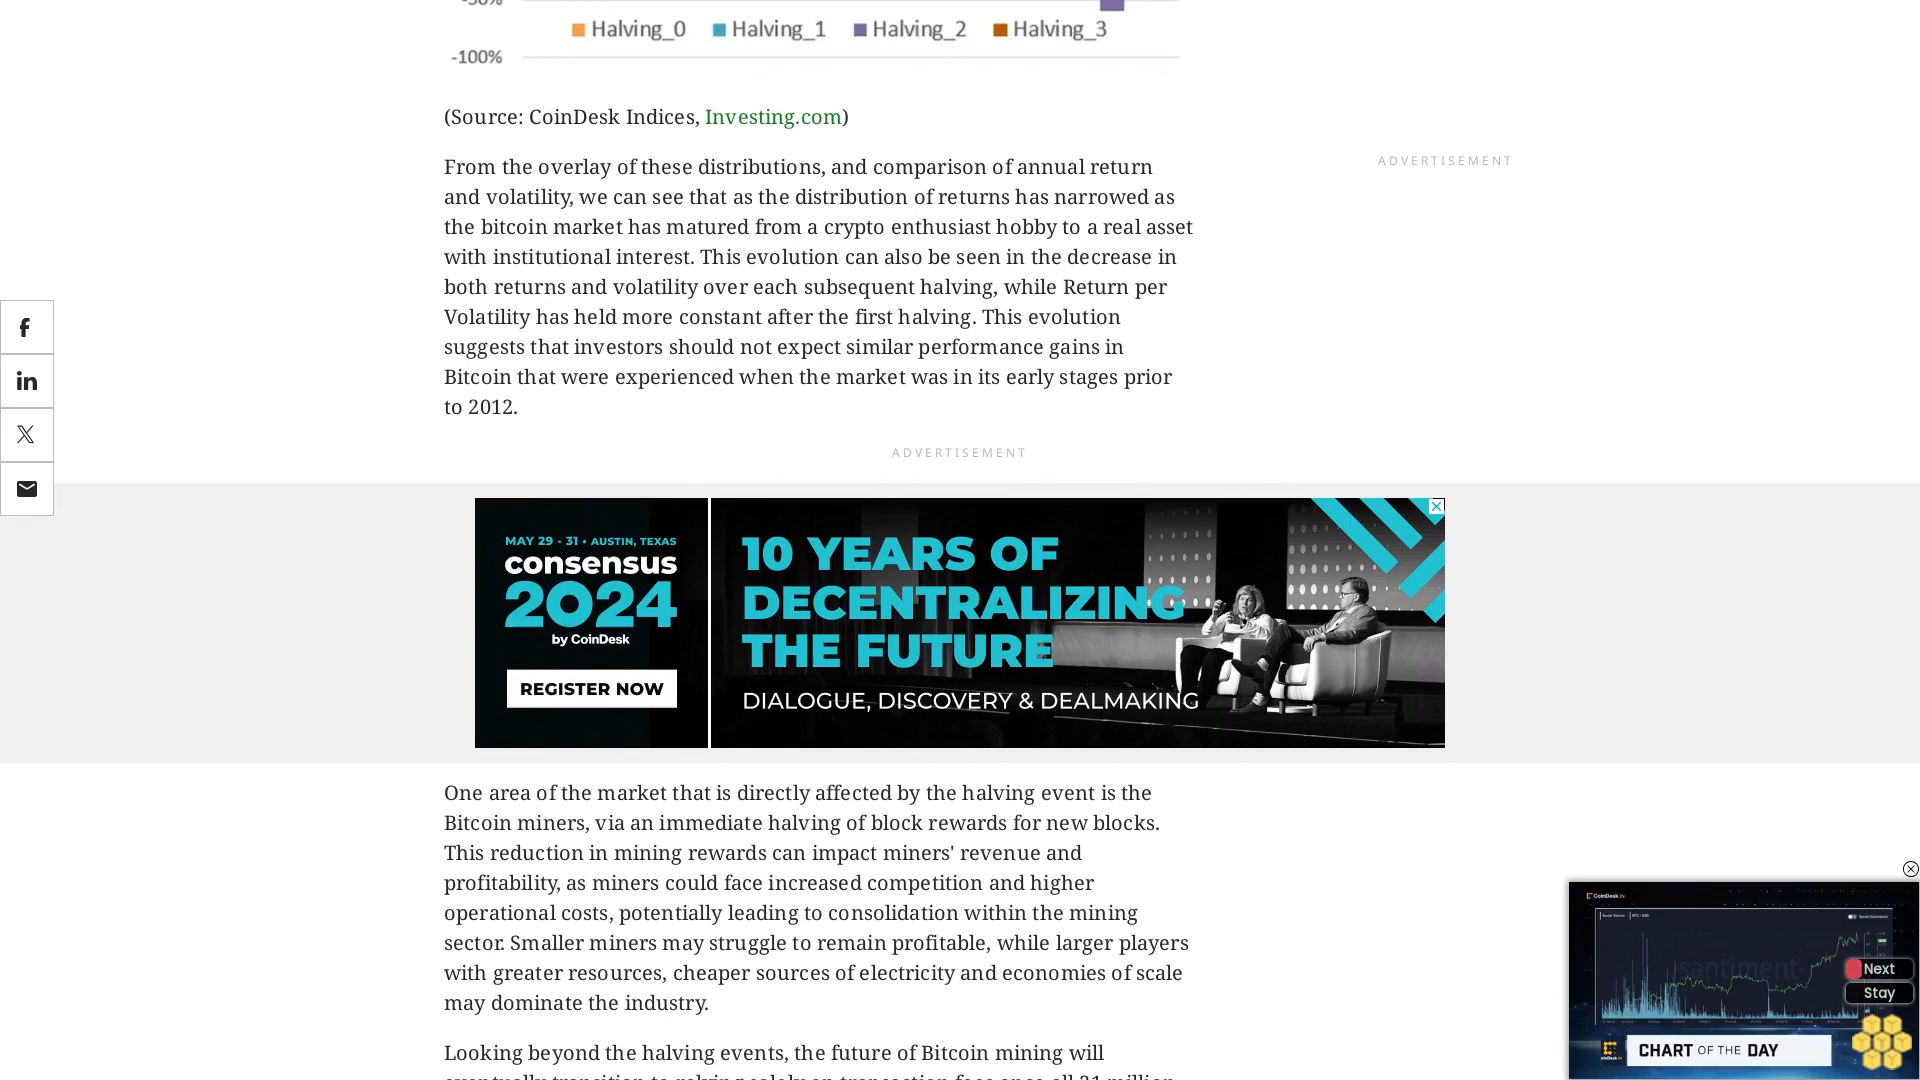 Halving_0 Halving_1 Halving_2 Halving_3
-100%
(Source: CoinDesk Indices, Investing.com)
From the overlay of these distributions, and comparison of annual return
and volatility, we can see that as the distribution of returns has narrowed as
the bitcoin market has matured from a crypto enthusiast hobby to a real asset
with institutional interest. This evolution can also be seen in the decrease in
both returns and volatility over each subsequent halving, while Return per
Volatility has held more constant after the first halving. This evolution
suggests that investors should not expect similar performance gains in
Bitcoin that were experienced when the market was in its early stages prior
to 2012.
ADVERTISEMENT
ADVERTISEMENT
MAY 29 - 31 • AUSTIN, TEXAS
consensus
2024
by CoinDesk
REGISTER NOW
10 YEARS OF
DECENTRALIZING
THE FUTURE
DIALOGUE, DISCOVERY & DEALMAKING
One area of the market that is directly affected by the halving event is the
Bitcoin miners, via an immediate halving of block rewards for new blocks.
This reduction in mining rewards can impact miners' revenue and
profitability, as miners could face increased competition and higher
operational costs, potentially leading to consolidation within the mining
sector. Smaller miners may struggle to remain profitable, while larger players
with greater resources, cheaper sources of electricity and economies of scale
may dominate the industry.
Looking beyond the halving events, the future of Bitcoin mining will
CoinDesk.tv
santiment
Next
Stay
CHART OF THE DAY